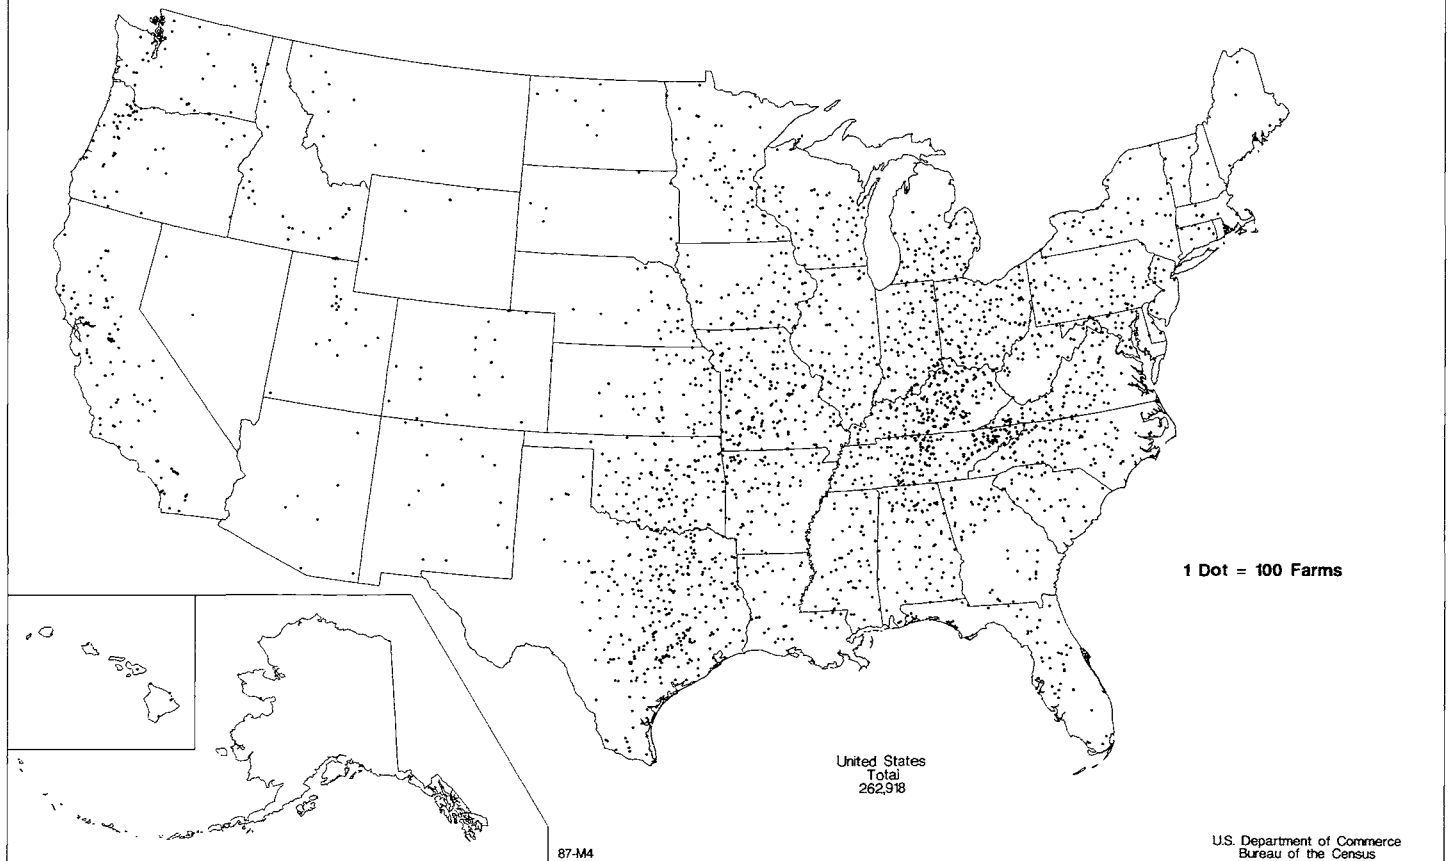 1 Dot = 100 Farms
United States
Total
262,918
87-M4
U.S. Department of Commerce
Bureau of the Census